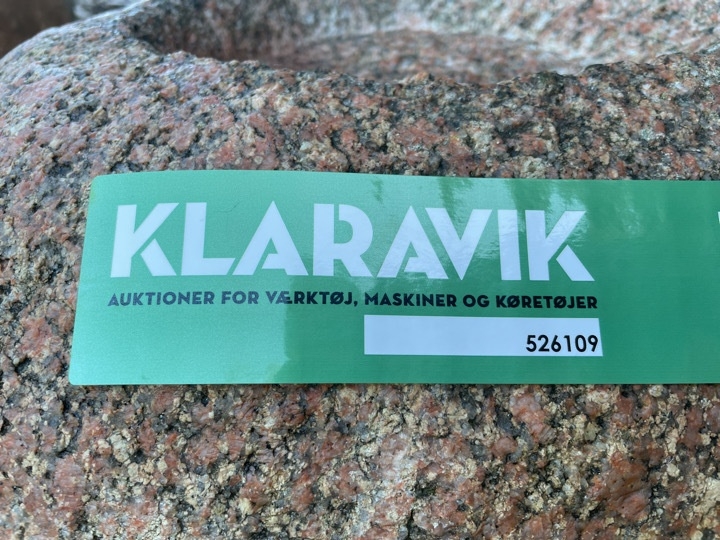 KLARAVIK
AUKTIONER FOR VÆRKTØJ, MASKINER OG KØRETØJER
526109